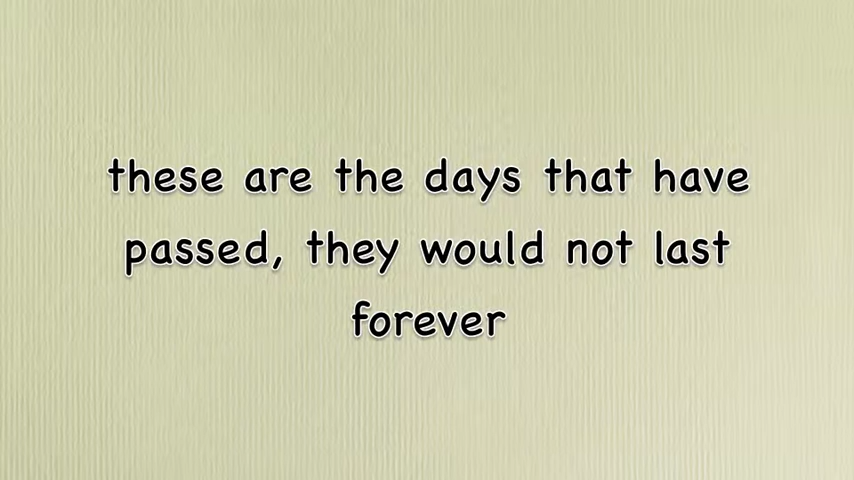 these are the days that have
passed, they would not last
forever